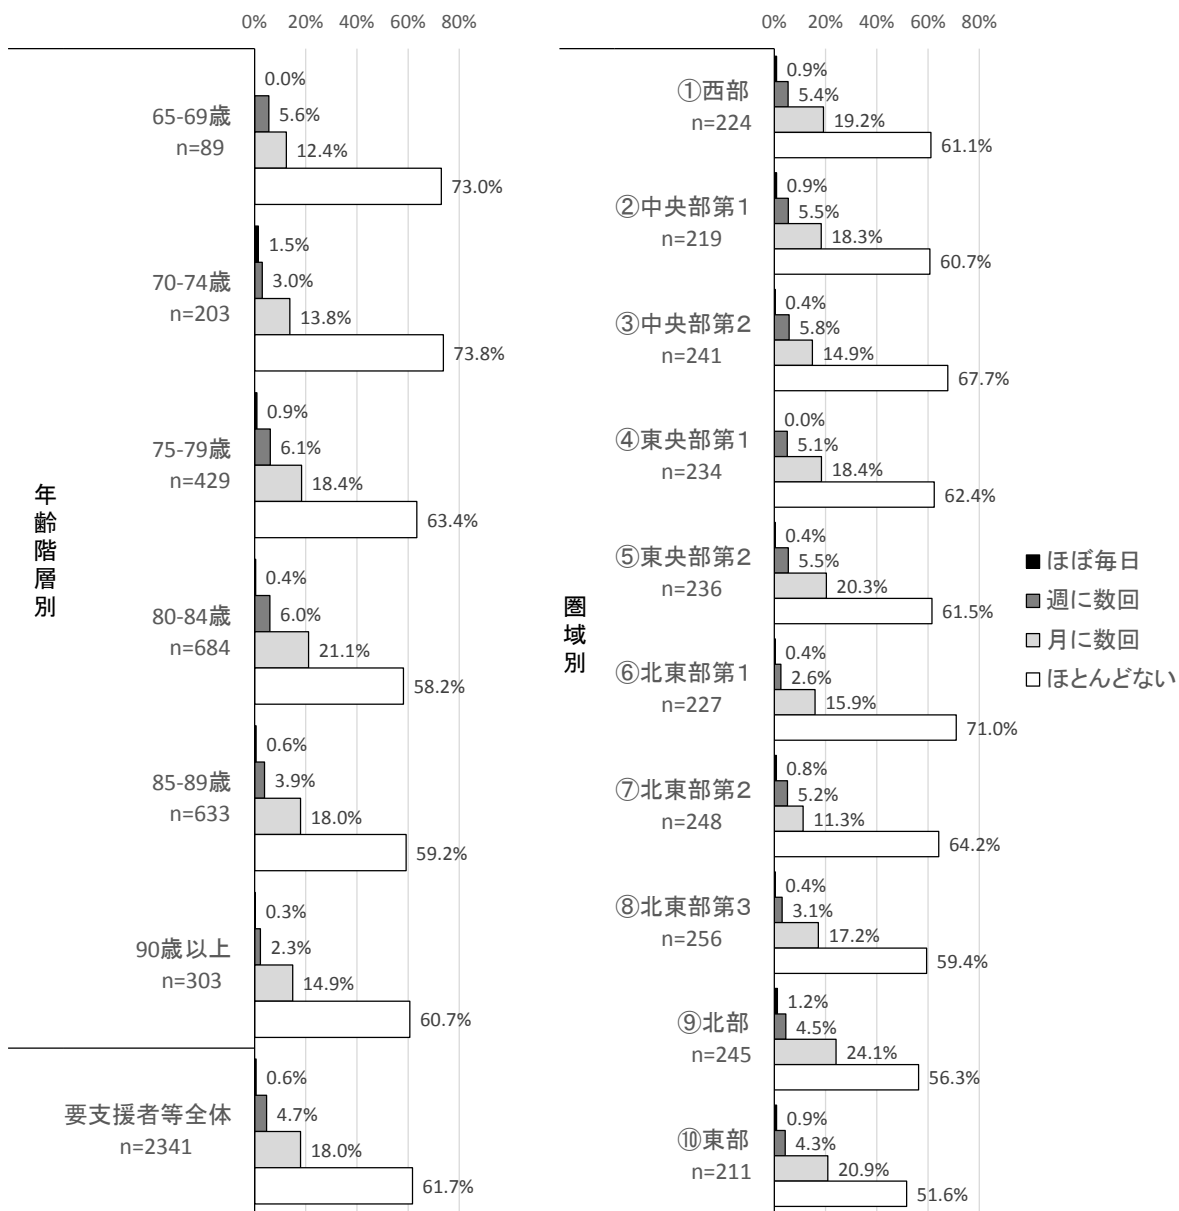 0% 20% 40% 60% 80%
年齢階層別
65-69歳
n=89
0.0%
5.6%
12.4%
73.0%
70-74歳
n=203
1.5%
3.0%
13.8%
73.8%
75-79歳
n=429
0.9%
6.1%
18.4%
63.4%
80-84歳
n=684
0.4%
6.0%
21.1%
58.2%
85-89歳
n=633
0.6%
3.9%
18.0%
59.2%
90歳以上
n=303
0.3%
2.3%
14.9%
60.7%
要支援者等全体
n=2341
0.6%
4.7%
18.0%
61.7%
0% 20% 40% 60% 80%
圏域別
①西部
n=224
0.9%
5.4%
19.2%
61.1%
②中央部第1
n=219
0.9%
5.5%
18.3%
60.7%
③中央部第2
n=241
0.4%
5.8%
14.9%
67.7%
④東央部第1
n=234
0.0%
5.1%
18.4%
62.4%
⑤東央部第2
n=236
0.4%
5.5%
20.3%
61.5%
⑥北東部第1
n=227
0.4%
2.6%
15.9%
71.0%
⑦北東部第2
n=248
0.8%
5.2%
11.3%
64.2%
⑧北東部第3
n=256
0.4%
3.1%
17.2%
59.4%
⑨北部
n=245
1.2%
4.5%
24.1%
56.3%
⑩東部
n=211
0.9%
4.3%
20.9%
51.6%
ほぼ毎日
週に数回
月に数回
ほとんどない